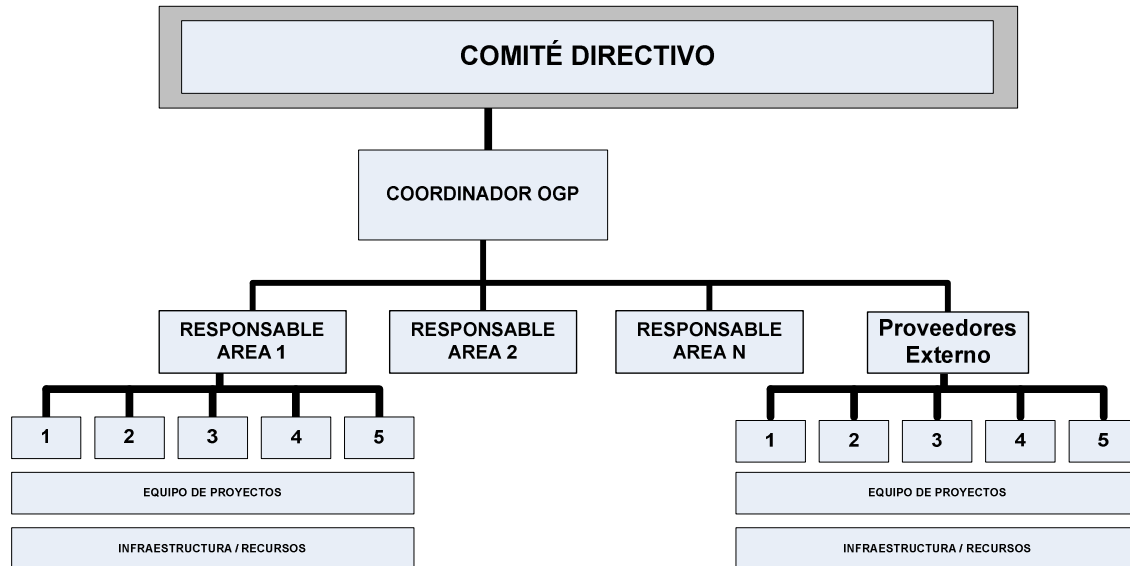 COMITÉ DIRECTIVO
COORDINADOR OGP
RESPONSABLE
AREA 1
RESPONSABLE
AREA 2
RESPONSABLE
AREA N
Proveedores
Externo
1
2
3
4
5
1
2
3
4
5
EQUIPO DE PROYECTOS
EQUIPO DE PROYECTOS
INFRAESTRUCTURA / RECURSOS
INFRAESTRUCTURA / RECURSOS